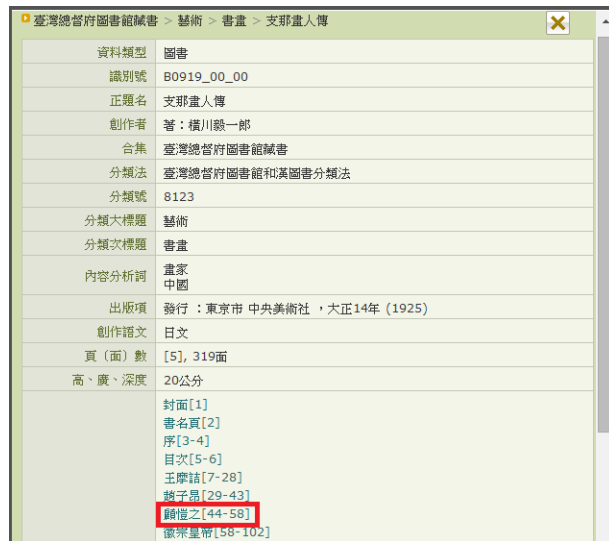 臺灣總督府圖書館藏書 > 藝術 > 書畫 > 支那畫人傳
資料類型 圖書
識別號 B0919_00_00
正題名 支那畫人傳
創作者 著：橫川毅一郎
合集 臺灣總督府圖書館藏書
分類法 臺灣總督府圖書館和漢圖書分類法
分類號 8123
分類大標題 藝術
分類次標題 書畫
內容分析詞 畫家
中國
出版項 發行 ：東京市 中央美術社 ，大正14年 (1925)
創作語文 日文
頁（面）數 [5], 319面
高、廣、深度 20公分
封面[1]
書名頁[2]
序[3-4]
目次[5-6]
王摩詰[7-28]
趙子昂[29-43]
顧愷之[44-58]
徽宗皇帝[58-102]